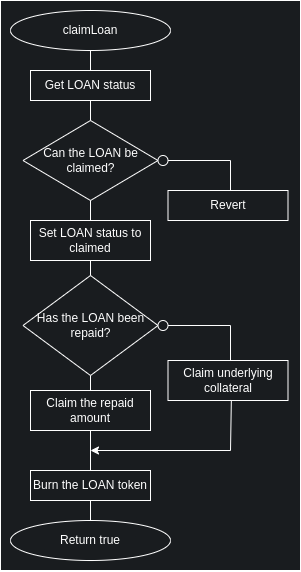 claimLoan
Get LOAN status
Can the LOAN be
claimed?
Revert
Set LOAN status to
claimed
Has the LOAN been
repaid?
Claim underlying
collateral
Claim the repaid
amount
Burn the LOAN token
Return true